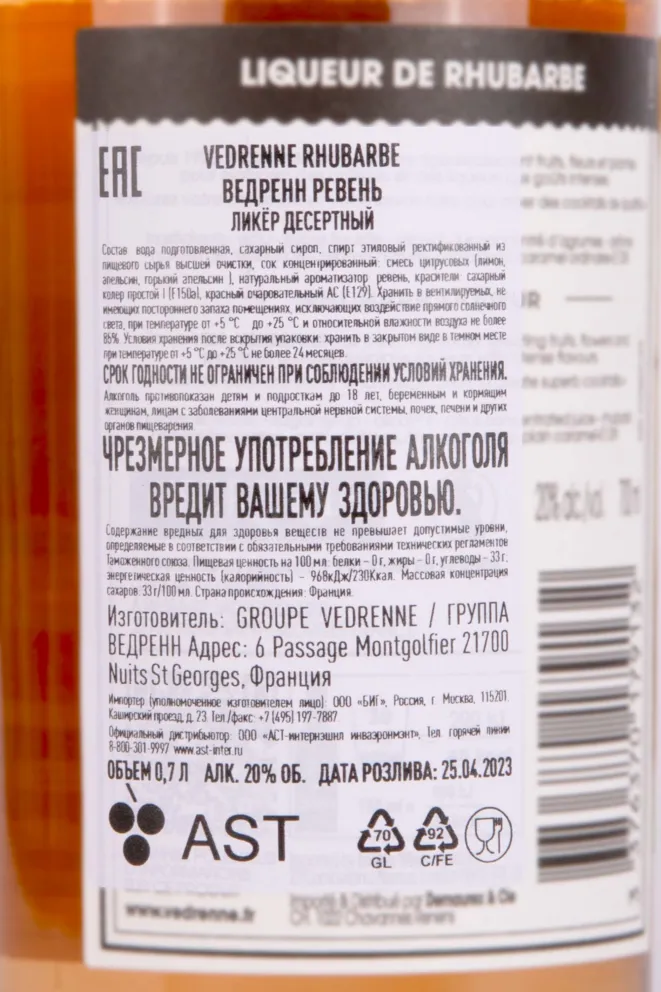 LIQUEUR DE RHUBARBE
EAC
VEDRENNE RHUBARBE
ВЕДРЕНН РЕВЕНЬ
ЛИКЁР ДЕСЕРТНЫЙ
Состав вода подготовленная, сахарный сироп, спирт этиловый ректификованный из
пищевого сырья высшей очистки, сок концентрированный: смесь цитрусовых (лимон,
апельсин, горький апельсин ), натуральный ароматизатор ревень, красители сахарный
колер простой I (E150a), красный очаровательный АС (E129). Хранить в вентилируемых, не
имеющих постороннего запаха помещениях, исключающих воздействие прямого солнечного
света, при температуре от +5 °C до +25 °C и относительной влажности воздуха не более
85% Условия хранения после вскрытия упаковки: хранить в закрытом виде в темном месте
при температуре от +5 °C до +25 °C не более 24 месяцев.
СРОК ГОДНОСТИ НЕ ОГРАНИЧЕН ПРИ СОБЛЮДЕНИИ УСЛОВИЙ ХРАНЕНИЯ.
Алкоголь противопоказан детям и подросткам до 18 лет, беременным и кормящим
женщинам, лицам с заболеваниями центральной нервной системы, почек, печени и других
органов пищеварения
ЧРЕЗМЕРНОЕ УПОТРЕБЛЕНИЕ АЛКОГОЛЯ
ВРЕДИТ ВАШЕМУ ЗДОРОВЬЮ.
Содержание вредных для здоровья веществ не превышает допустимые уровни,
определяемые в соответствии с обязательными требованиями технических регламентов
Таможенного союза. Пищевая ценность на 100 мл: белки – 0 г, жиры – 0 г, углеводы – 33 г,
энергетическая ценность (калорийность) – 968кДж/230Ккал. Массовая концентрация
сахаров: 33 г/100 мл. Страна происхождения: Франция.
Изготовитель: GROUPE VEDRENNE / ГРУППА
ВЕДРЕНН Адрес: 6 Passage Montgolfier 21700
Nuits St Georges, Франция
Импортер (уполномоченное изготовителем лицо): ООО «БИГ», Россия, г. Москва, 115201,
Каширский проезд, д. 23. Тел./факс: +7 (495) 197-7887.
Официальный дистрибьютор: ООО «АСТ-интернэшнл инваэронмэнт», Тел. горячей линии
8-800-301-9997 www.ast-inter.ru
ОБЪЕМ 0,7 Л АЛК. 20% ОБ. ДАТА РОЗЛИВА: 25.04.2023
AST
70
GL
92
C/FE
www.vedrenne.fr
Importé & Distribué par Demaurex & Cie
20% alc./vol.